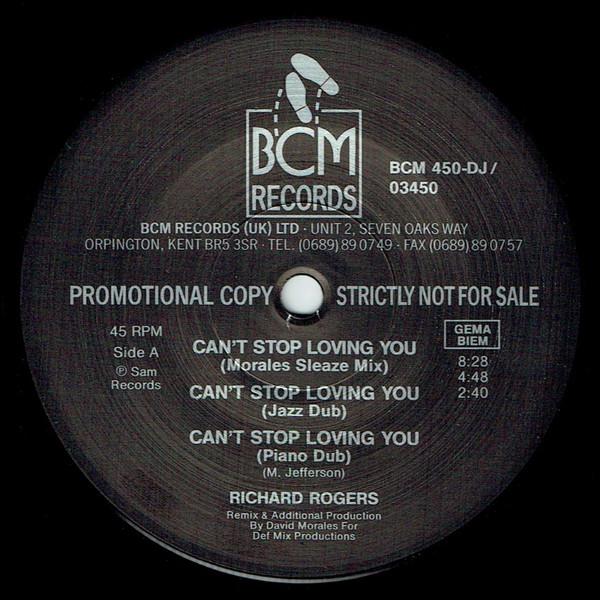 BCM
RECORDS
BCM 450-DJ/
03450
BCM RECORDS (UK) LTD · UNIT 2, SEVEN OAKS WAY
ORPINGTON, KENT BR5 3SR · TEL. (0689) 89 07 49 · FAX (0689) 89 07 57
PROMOTIONAL COPY STRICTLY NOT FOR SALE
45 RPM
Side A
℗ Sam
Records
GEMA
BIEM
CAN'T STOP LOVING YOU
(Morales Sleaze Mix) 8:28
CAN'T STOP LOVING YOU 4:48
(Jazz Dub) 2:40
CAN'T STOP LOVING YOU
(Piano Dub)
(M. Jefferson)
RICHARD ROGERS
Remix & Additional Production
By David Morales For
Def Mix Productions